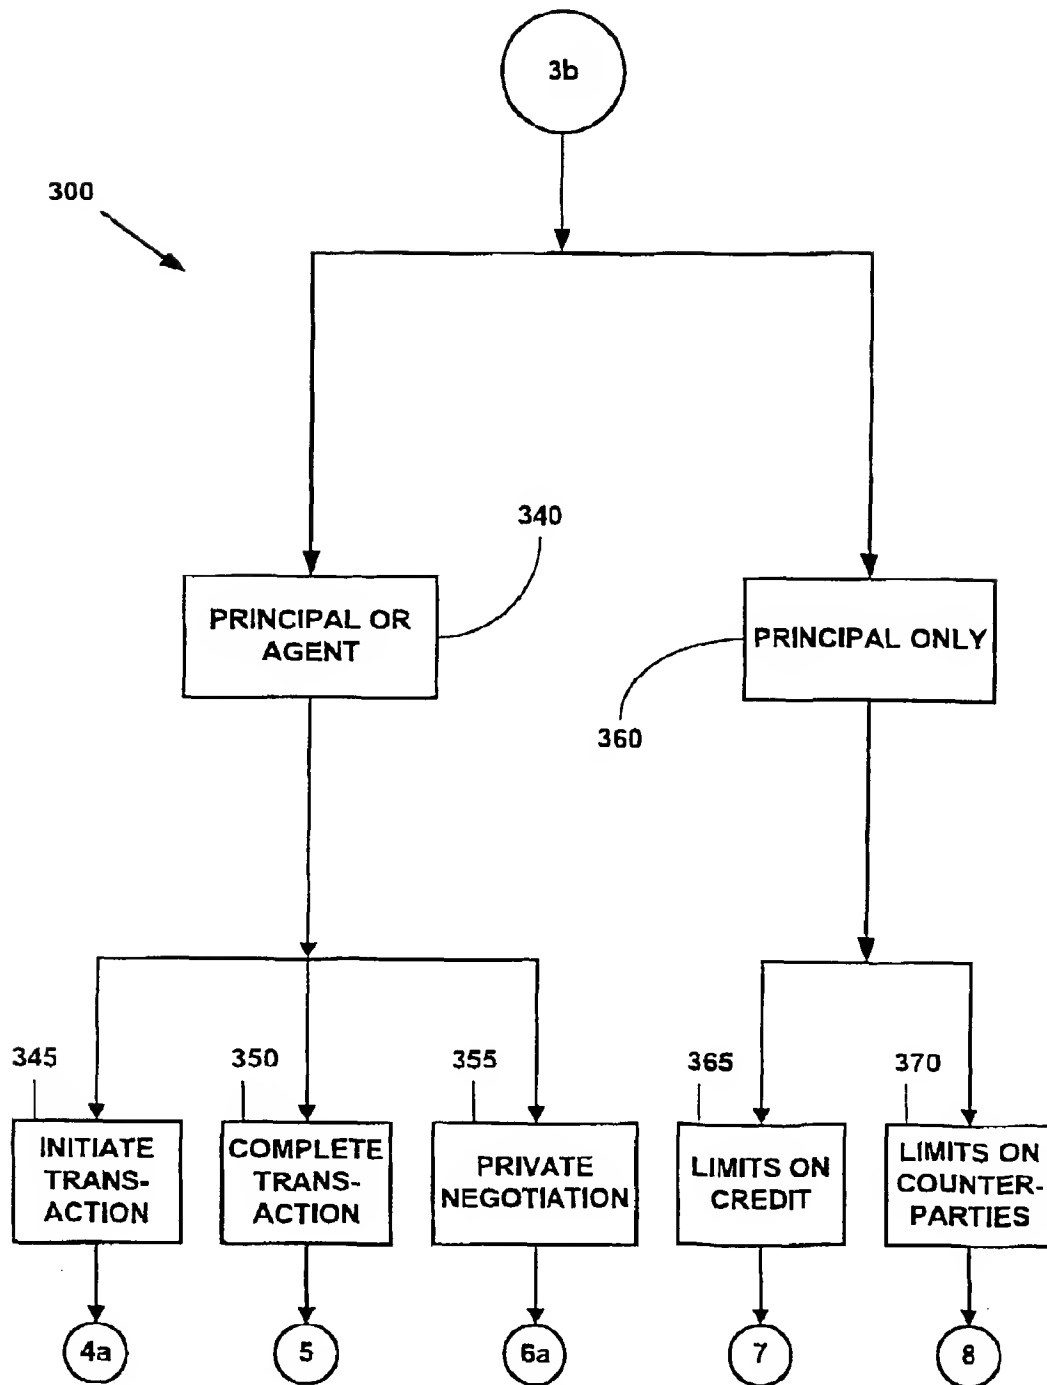 3b
300
340
PRINCIPAL OR
AGENT
PRINCIPAL ONLY
360
345
350
355
365
370
INITIATE
TRANS-
ACTION
COMPLETE
TRANS-
ACTION
PRIVATE
NEGOTIATION
LIMITS ON
CREDIT
LIMITS ON
COUNTER-
PARTIES
4a
5
6a
7
8